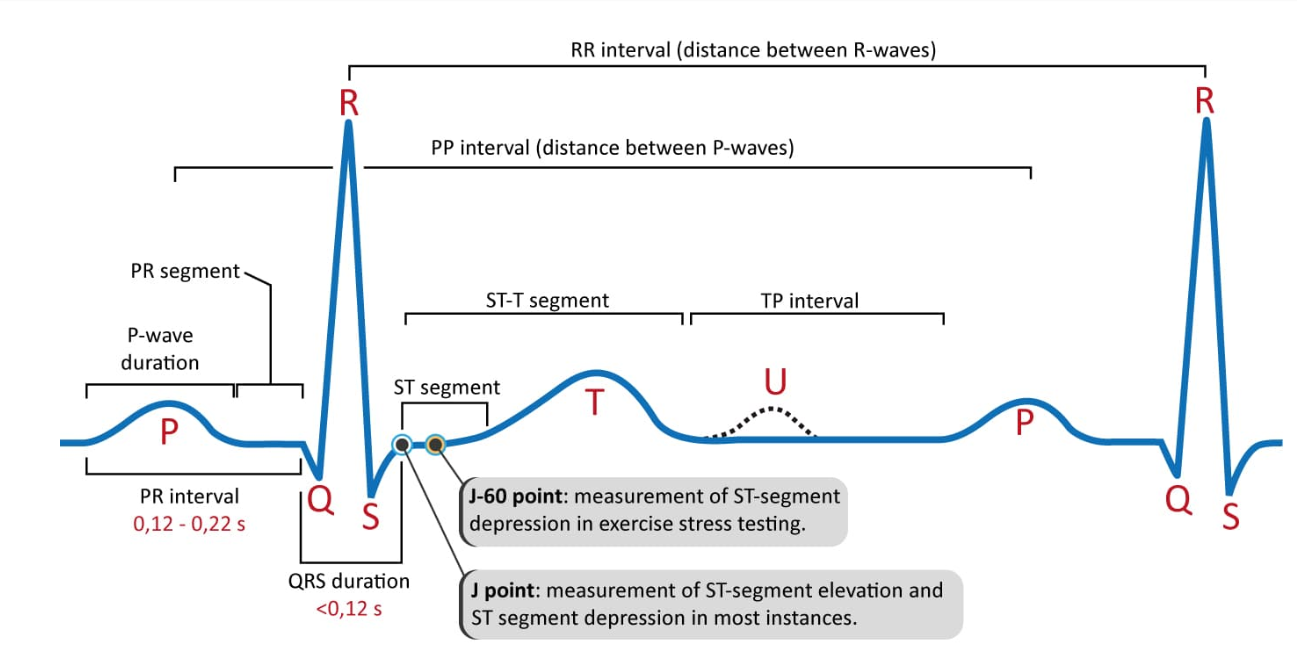 RR interval (distance between R-waves)
R
R
PP interval (distance between P-waves)
PR segment
ST-T segment
TP interval
P-wave
duration
ST segment
U
T
P
P
PR interval
0,12 - 0,22 s
Q
S
J-60 point: measurement of ST-segment
depression in exercise stress testing.
Q
S
QRS duration
<0,12 s
J point: measurement of ST-segment elevation and
ST segment depression in most instances.